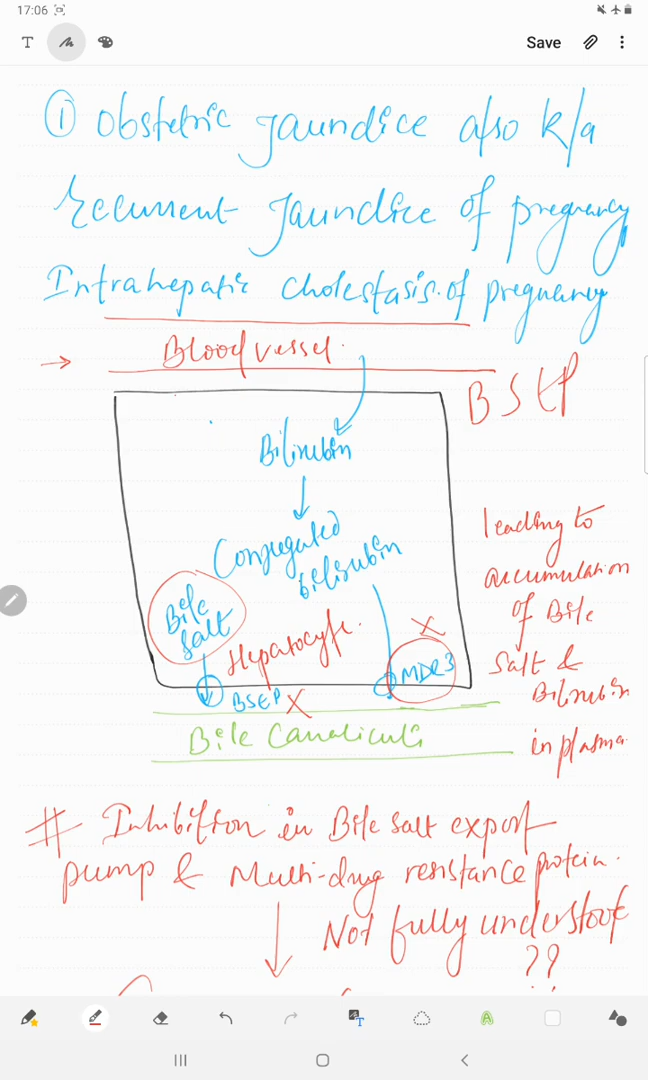 17:06
T
Save
① Obstetric jaundice also k/a
recurrent jaundice of pregnancy
Intrahepatic cholestasis of pregnancy
→ Blood vessel
BSEP
Bilirubin
Conjugated
bilirubin
Bile
salt
Hepatocyte
X
MDR3
BSEP X
Bile Canaliculi
leading to
accumulation
of Bile
salt &
Bilirubin
in plasma
# Inhibition in Bile salt export
pump & Multi-drug resistance protein.
Not fully understood
??